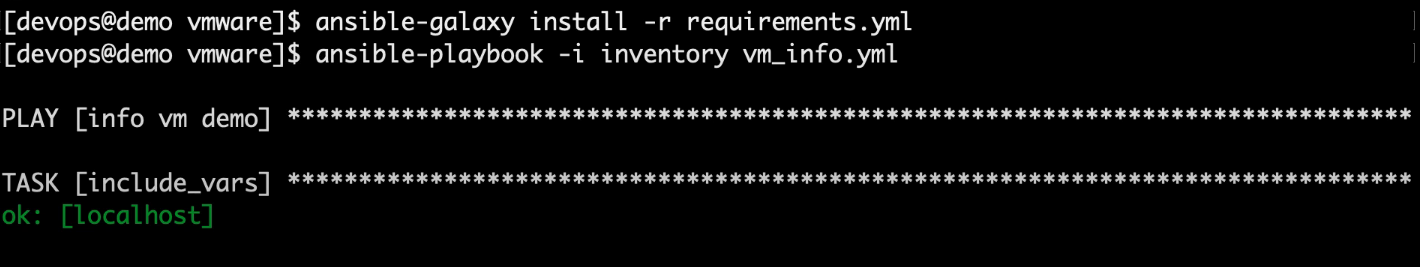 [devops@demo vmware]$ ansible-galaxy install -r requirements.yml
[devops@demo vmware]$ ansible-playbook -i inventory vm_info.yml
PLAY [info vm demo] *******************************************************************************
TASK [include_vars] *******************************************************************************
ok: [localhost]